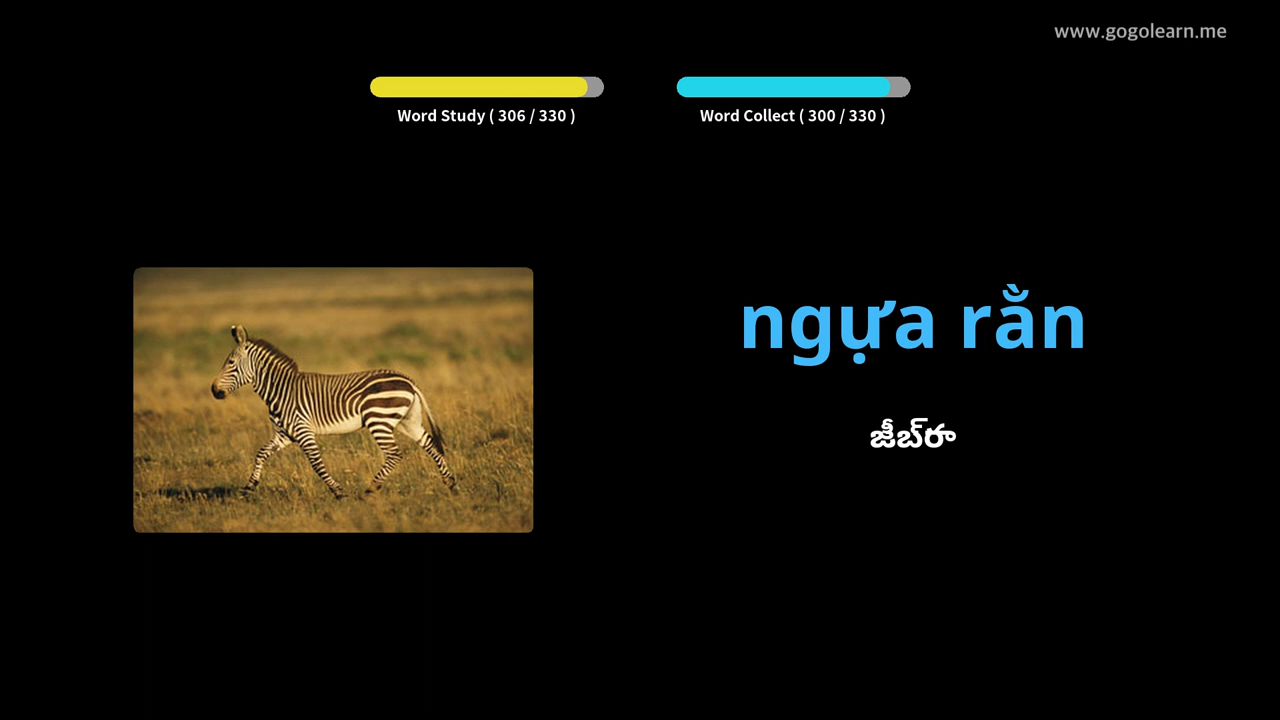 www.gogolearn.me
Word Study ( 306 / 330 )
Word Collect ( 300 / 330 )
ngựa rằn
జీబ్‌రా